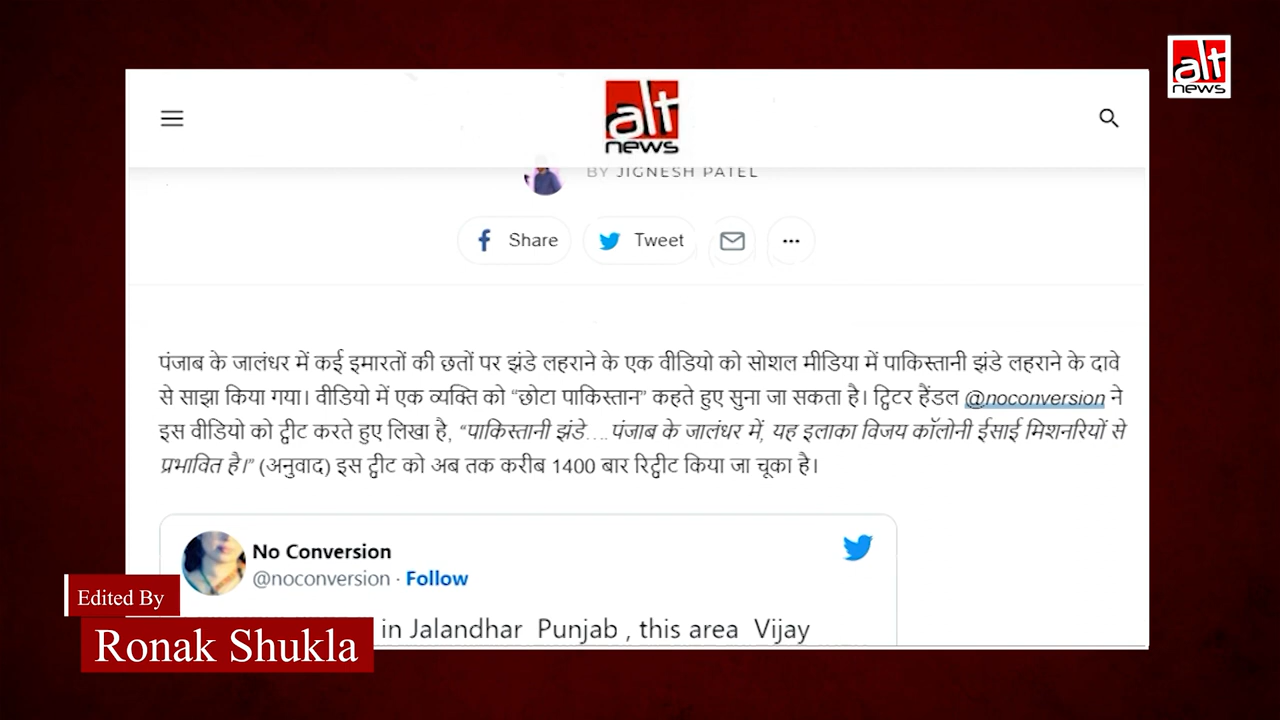 alt
news
alt
news
BY JIGNESH PATEL
Share
Tweet
पंजाब के जालंधर में कई इमारतों की छतों पर झंडे लहराने के एक वीडियो को सोशल मीडिया में पाकिस्तानी झंडे लहराने के दावे
से साझा किया गया। वीडियो में एक व्यक्ति को “छोटा पाकिस्तान” कहते हुए सुना जा सकता है। ट्विटर हैंडल @noconversion ने
इस वीडियो को ट्वीट करते हुए लिखा है, “पाकिस्तानी झंडे....पंजाब के जालंधर में, यह इलाका विजय कॉलोनी ईसाई मिशनरियों से
प्रभावित है।” (अनुवाद) इस ट्वीट को अब तक करीब 1400 बार रिट्वीट किया जा चूका है।
No Conversion
@noconversion · Follow
in Jalandhar Punjab , this area Vijay
Edited By
Ronak Shukla